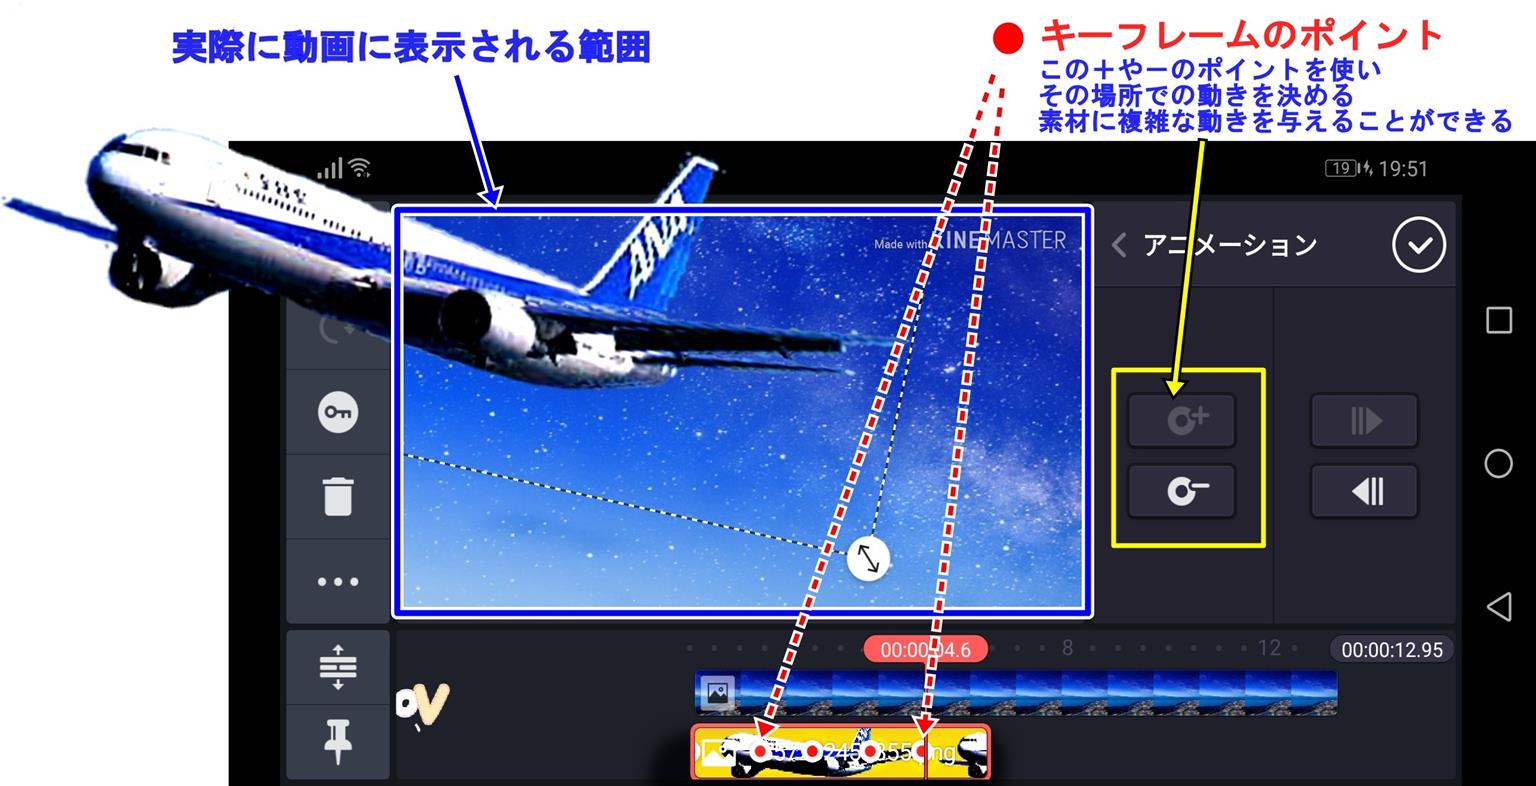 実際に動画に表示される範囲
キーフレームのポイント
この＋やーのポイントを使い
その場所での動きを決める
素材に複雑な動きを与えることができる
19
19:51
ANA
Made with KINEMASTER
アニメーション
00:00:04.6
8
12
00:00:12.95